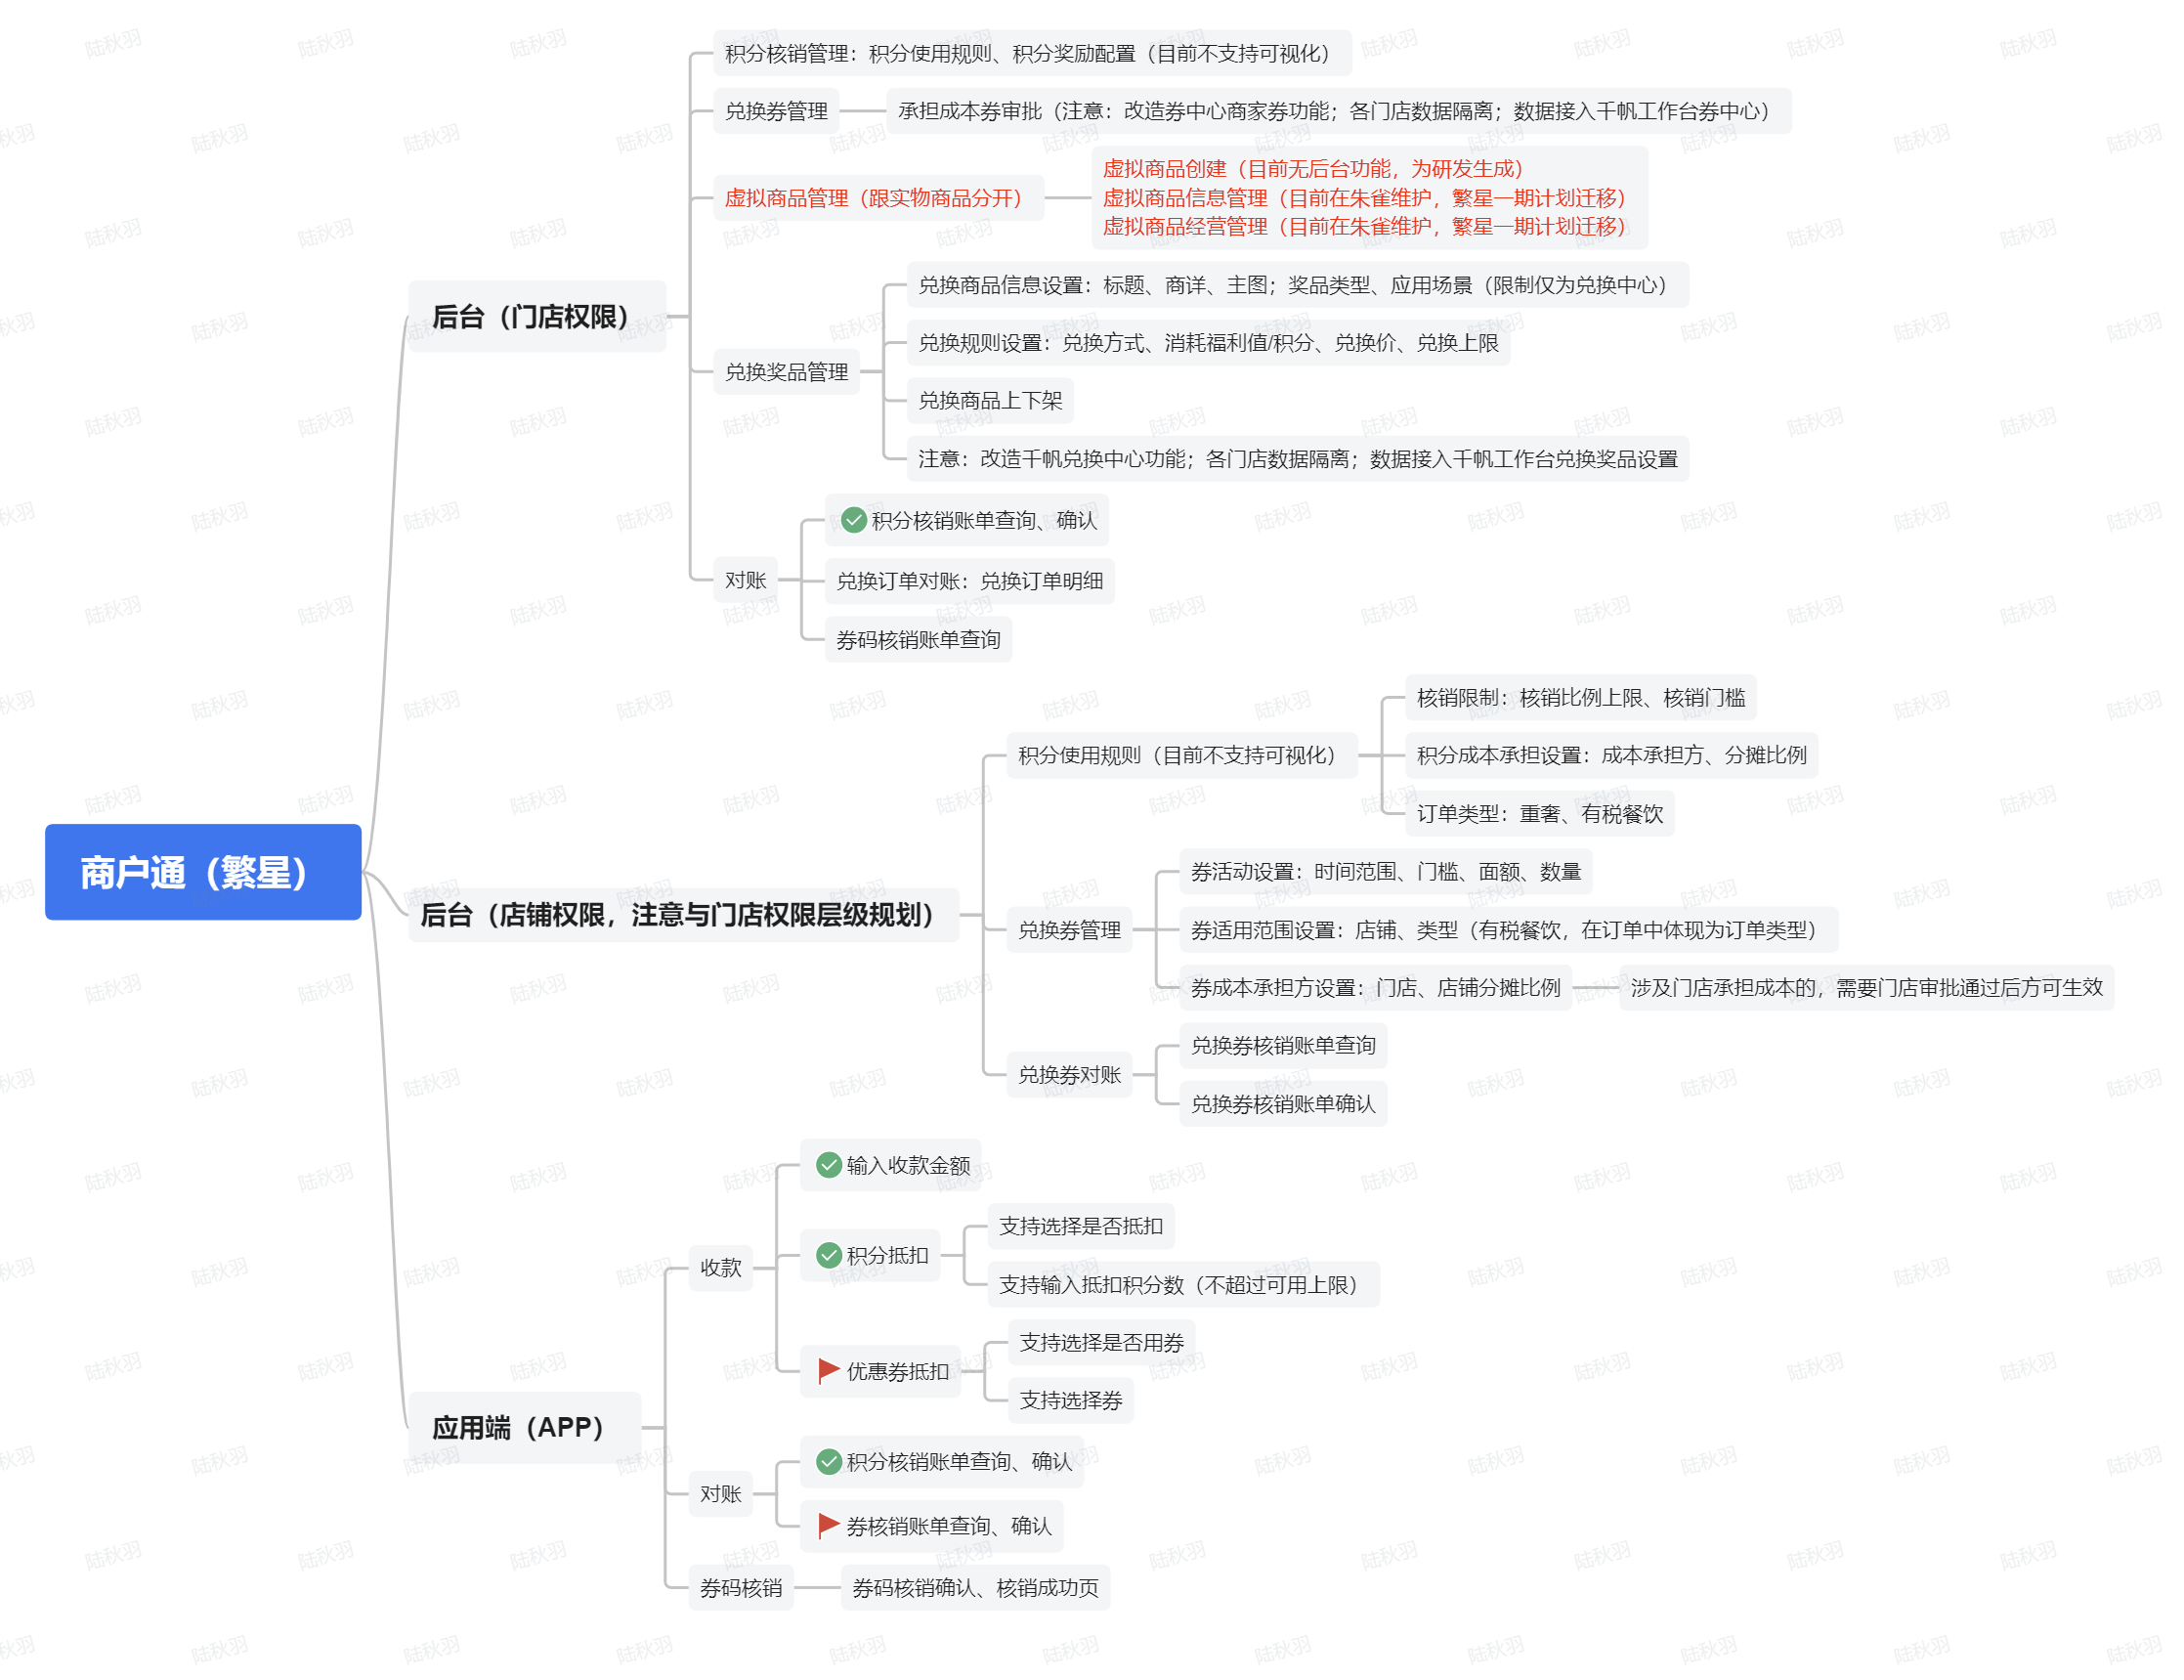 商户通（繁星）
后台（门店权限）
积分核销管理：积分使用规则、积分奖励配置（目前不支持可视化）
兑换券管理
承担成本券审批（注意：改造券中心商家券功能；各门店数据隔离；数据接入千帆工作台券中心）
虚拟商品管理（跟实物商品分开）
虚拟商品创建（目前无后台功能，为研发生成）
虚拟商品信息管理（目前在朱雀维护，繁星一期计划迁移）
虚拟商品经营管理（目前在朱雀维护，繁星一期计划迁移）
兑换奖品管理
兑换商品信息设置：标题、商详、主图；奖品类型、应用场景（限制仅为兑换中心）
兑换规则设置：兑换方式、消耗福利值/积分、兑换价、兑换上限
兑换商品上下架
注意：改造千帆兑换中心功能；各门店数据隔离；数据接入千帆工作台兑换奖品设置
对账
积分核销账单查询、确认
兑换订单对账：兑换订单明细
券码核销账单查询
后台（店铺权限，注意与门店权限层级规划）
积分使用规则（目前不支持可视化）
核销限制：核销比例上限、核销门槛
积分成本承担设置：成本承担方、分摊比例
订单类型：重奢、有税餐饮
兑换券管理
券活动设置：时间范围、门槛、面额、数量
券适用范围设置：店铺、类型（有税餐饮，在订单中体现为订单类型）
券成本承担方设置：门店、店铺分摊比例
涉及门店承担成本的，需要门店审批通过后方可生效
兑换券对账
兑换券核销账单查询
兑换券核销账单确认
应用端（APP）
收款
输入收款金额
积分抵扣
支持选择是否抵扣
支持输入抵扣积分数（不超过可用上限）
优惠券抵扣
支持选择是否用券
支持选择券
对账
积分核销账单查询、确认
券核销账单查询、确认
券码核销
券码核销确认、核销成功页
陆秋羽